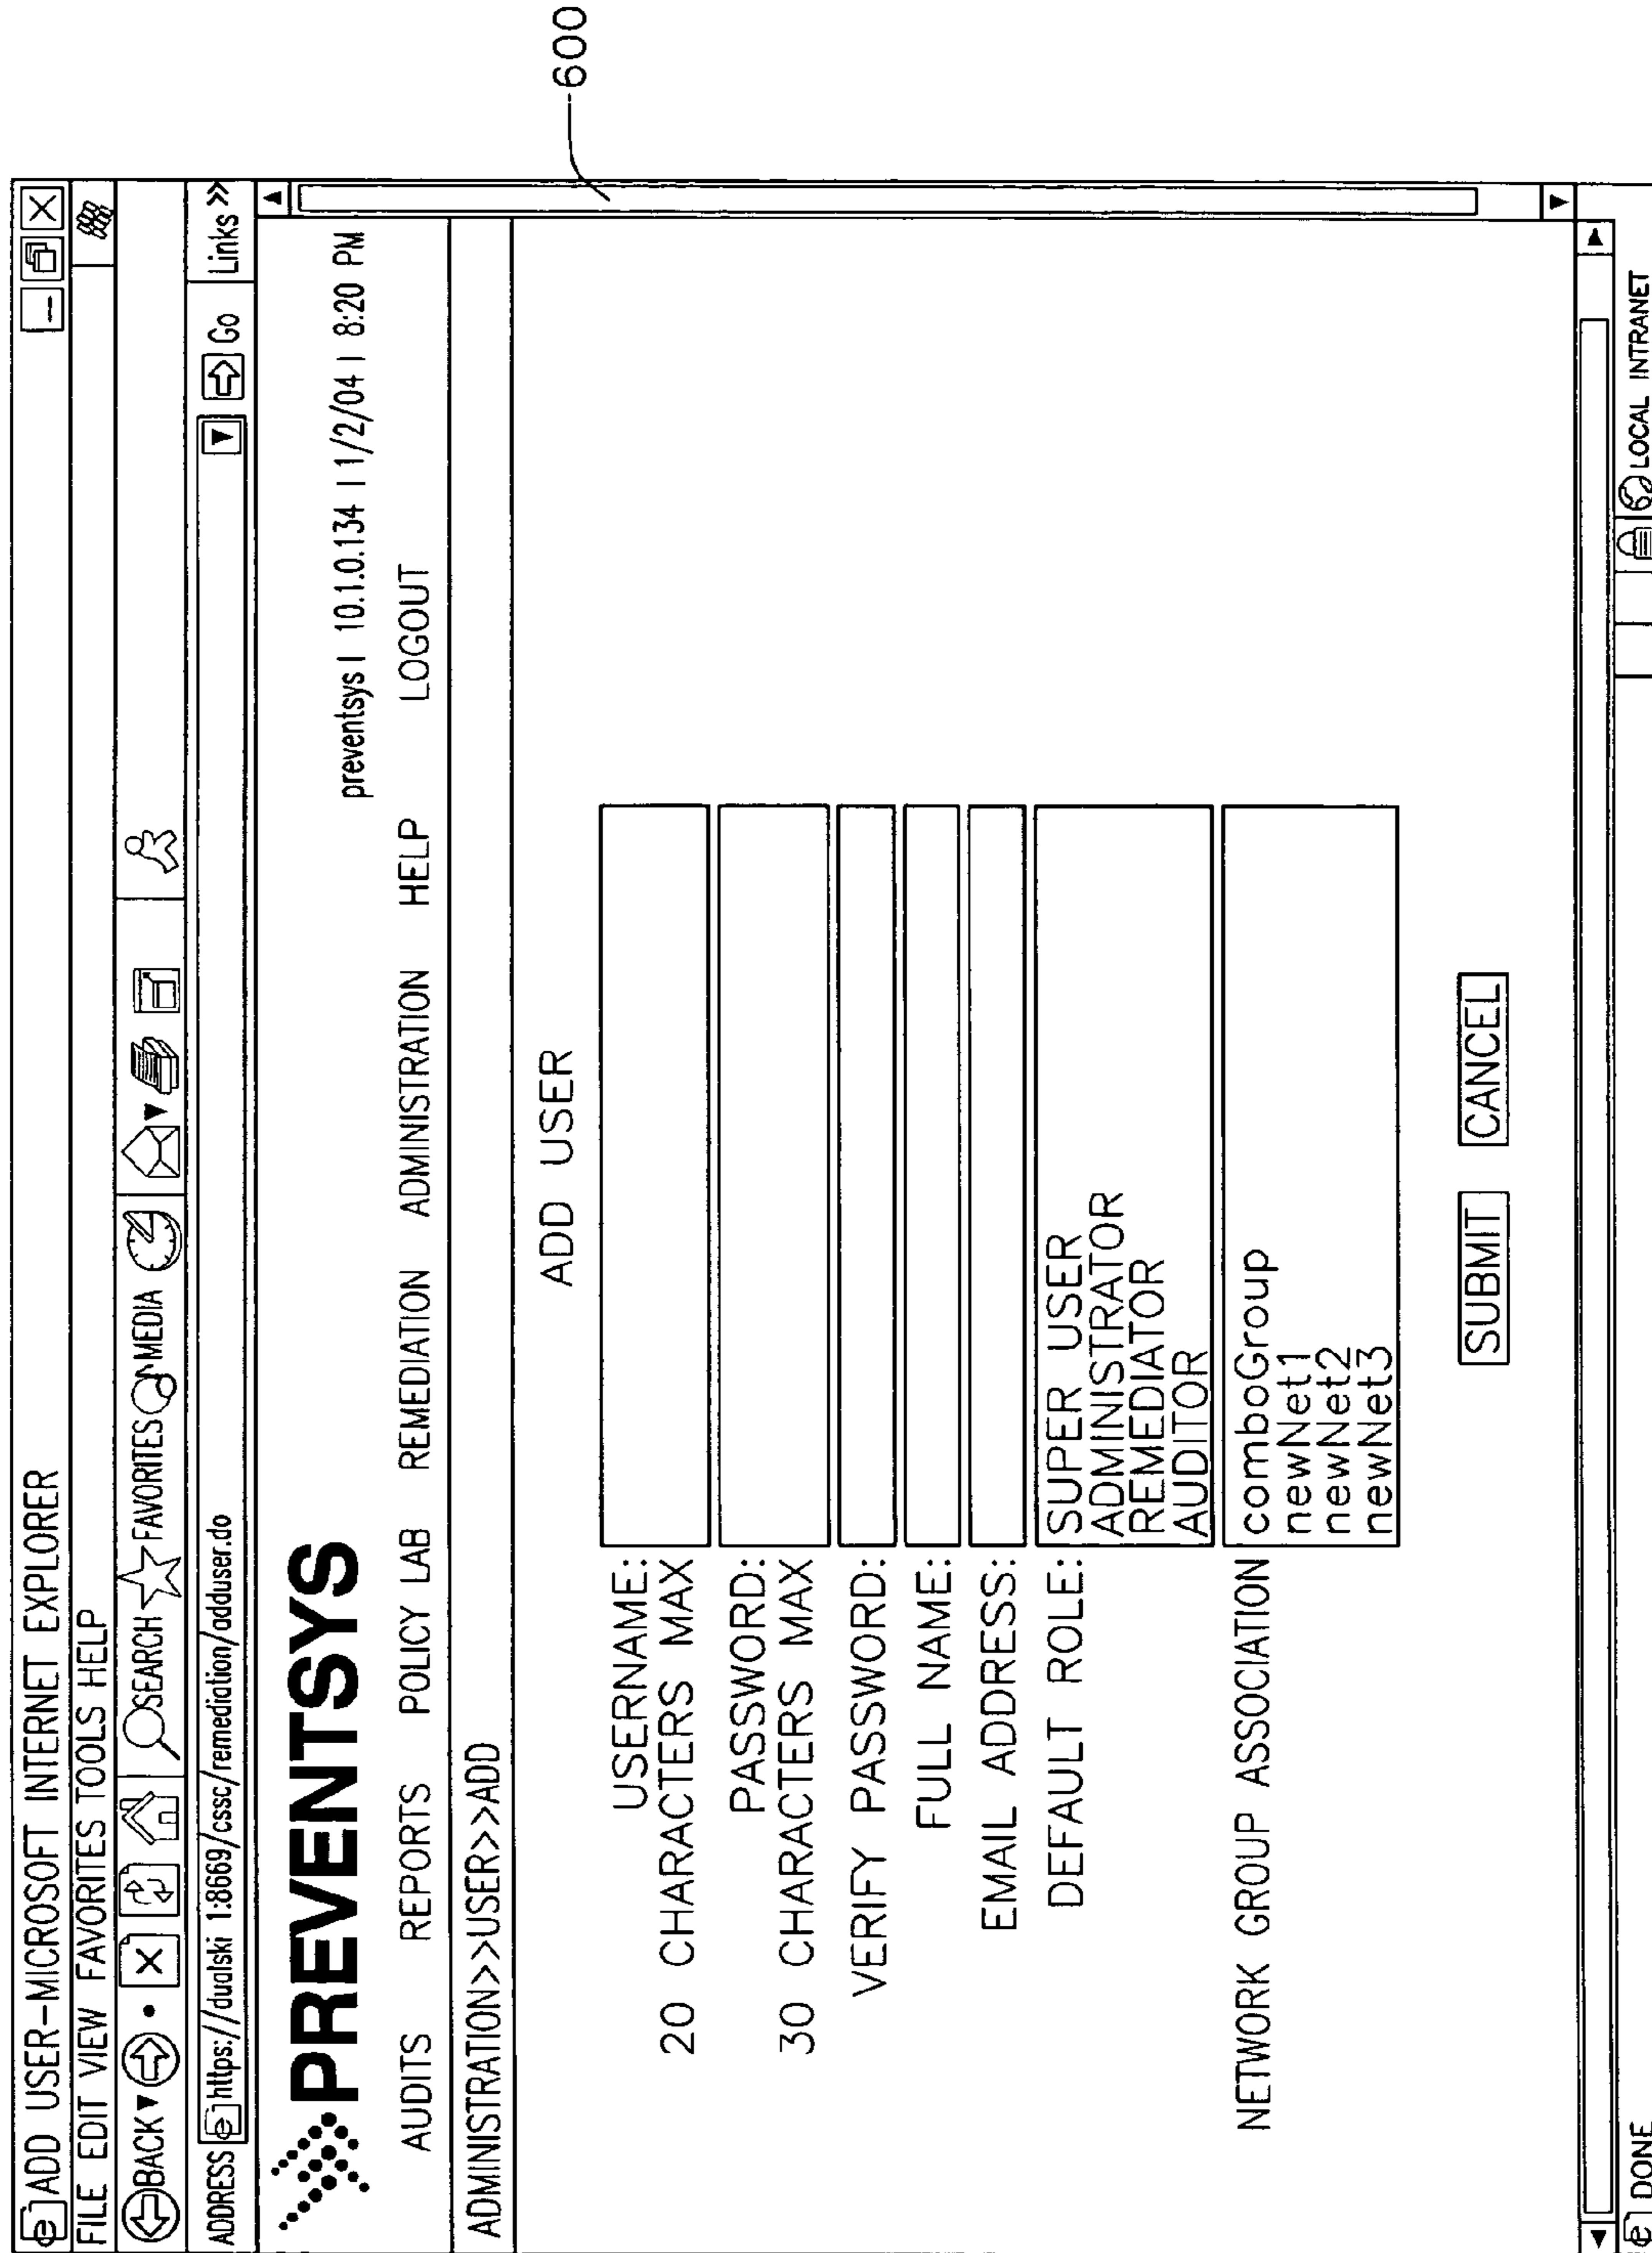 ADD USER-MICROSOFT INTERNET EXPLORER
FILE EDIT VIEW FAVORITES TOOLS HELP
BACK SEARCH FAVORITES MEDIA
ADDRESS https://dualski 1:8669/cssc/remediation/adduser.do Go Links >>
PREVENTSYS
preventsys | 10.1.0.134 | 1/2/04 | 8:20 PM
AUDITS REPORTS POLICY LAB REMEDIATION ADMINISTRATION HELP LOGOUT
ADMINISTRATION>>USER>>ADD
600
ADD USER
USERNAME:
20 CHARACTERS MAX
PASSWORD:
30 CHARACTERS MAX
VERIFY PASSWORD:
FULL NAME:
EMAIL ADDRESS:
DEFAULT ROLE: SUPER USER
ADMINISTRATOR
REMEDIATOR
AUDITOR
NETWORK GROUP ASSOCIATION comboGroup
newNet1
newNet2
newNet3
SUBMIT CANCEL
DONE LOCAL INTRANET